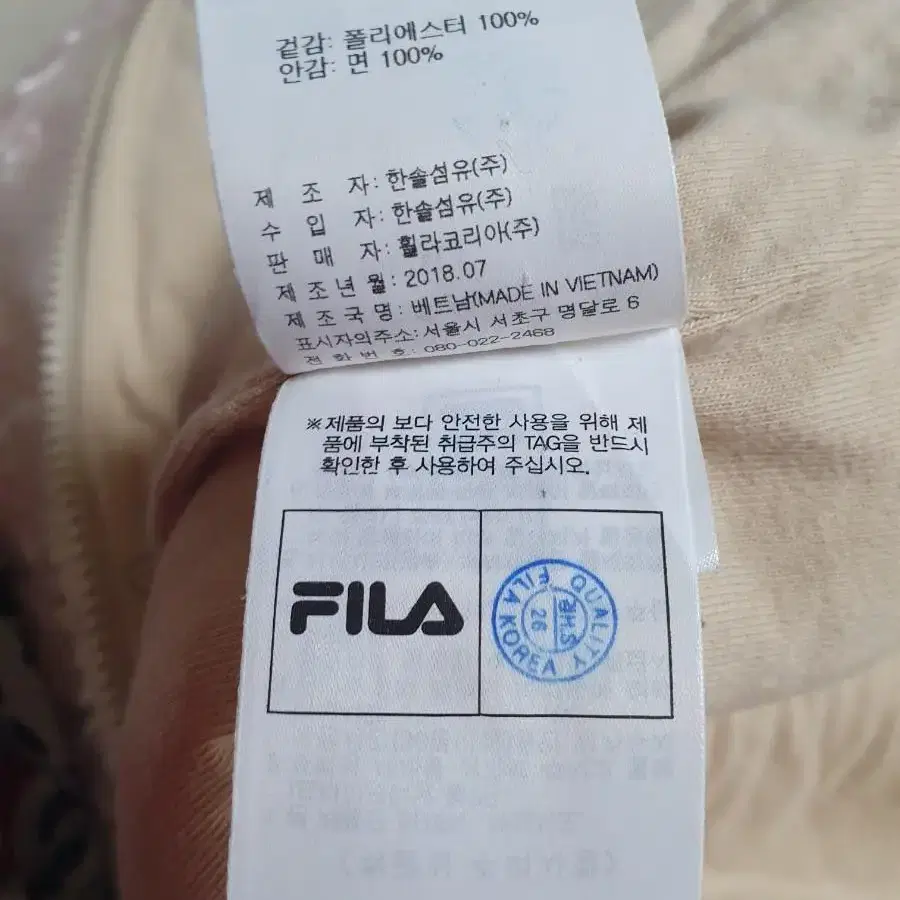 겉감: 폴리에스터 100%
안감: 면 100%
제 조 자: 한솔섬유(주)
수 입 자: 한솔섬유(주)
판 매 자: 휠라코리아(주)
제조년월: 2018.07
제조국명: 베트남(MADE IN VIETNAM)
표시자의주소: 서울시 서초구 명달로 6
전화번호: 080-022-2468
※제품의 보다 안전한 사용을 위해 제
품에 부착된 취급주의 TAG을 반드시
확인한 후 사용하여 주십시오.
FILA
QUALITY
FILA KOREA
26